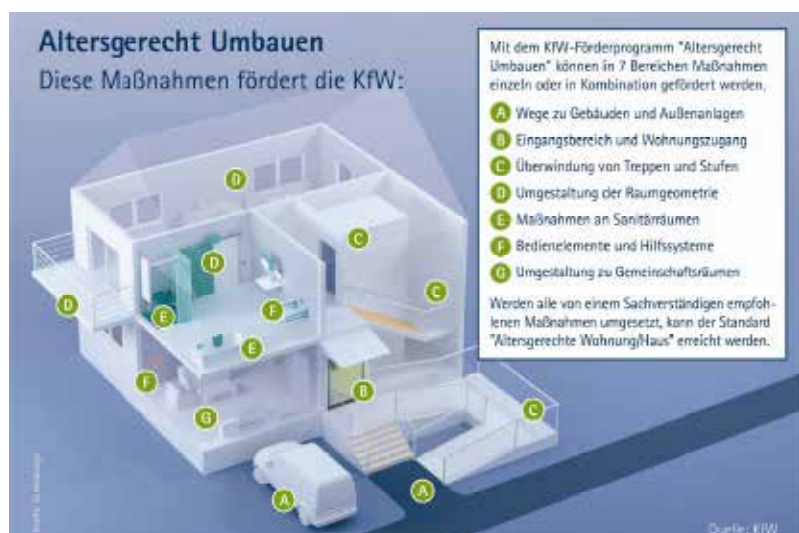 Altersgerecht Umbauen
Diese Maßnahmen fördert die KfW:
Mit dem KfW-Förderprogramm "Altersgerecht
Umbauen" können in 7 Bereichen Maßnahmen
einzeln oder in Kombination gefördert werden.
A Wege zu Gebäuden und Außenanlagen
B Eingangsbereich und Wohnungszugang
C Überwindung von Treppen und Stufen
D Umgestaltung der Raumgeometrie
E Maßnahmen an Sanitärräumen
F Bedienelemente und Hilfssysteme
G Umgestaltung zu Gemeinschaftsräumen
Werden alle von einem Sachverständigen empfoh-
lenen Maßnahmen umgesetzt, kann der Standard
"Altersgerechte Wohnung/Haus" erreicht werden.
D
C
D
C
D
F
E
E
F
B
G
C
A
A
Quelle: KfW